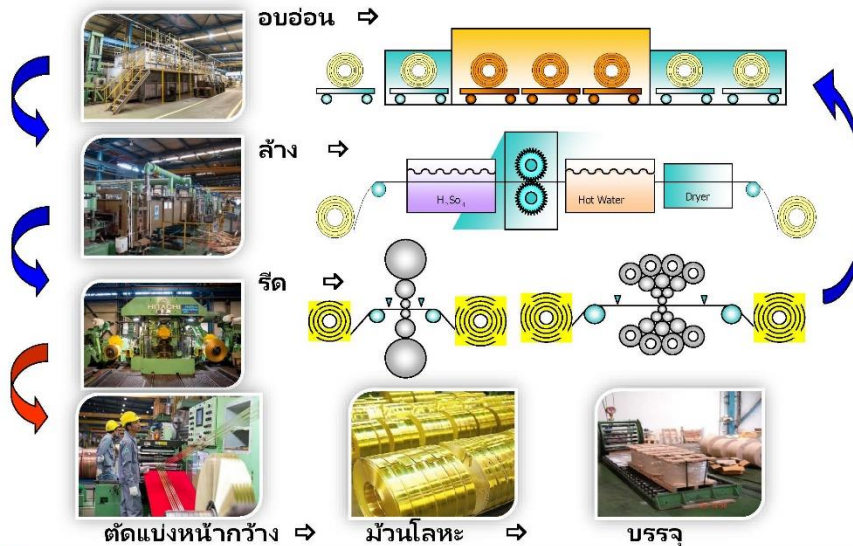 อบอ่อน ⇨
ล้าง ⇨
H₂So₄
Hot Water
Dryer
รีด ⇨
HITACHI
ตัดแบ่งหน้ากว้าง ⇨ ม้วนโลหะ ⇨ บรรจุ